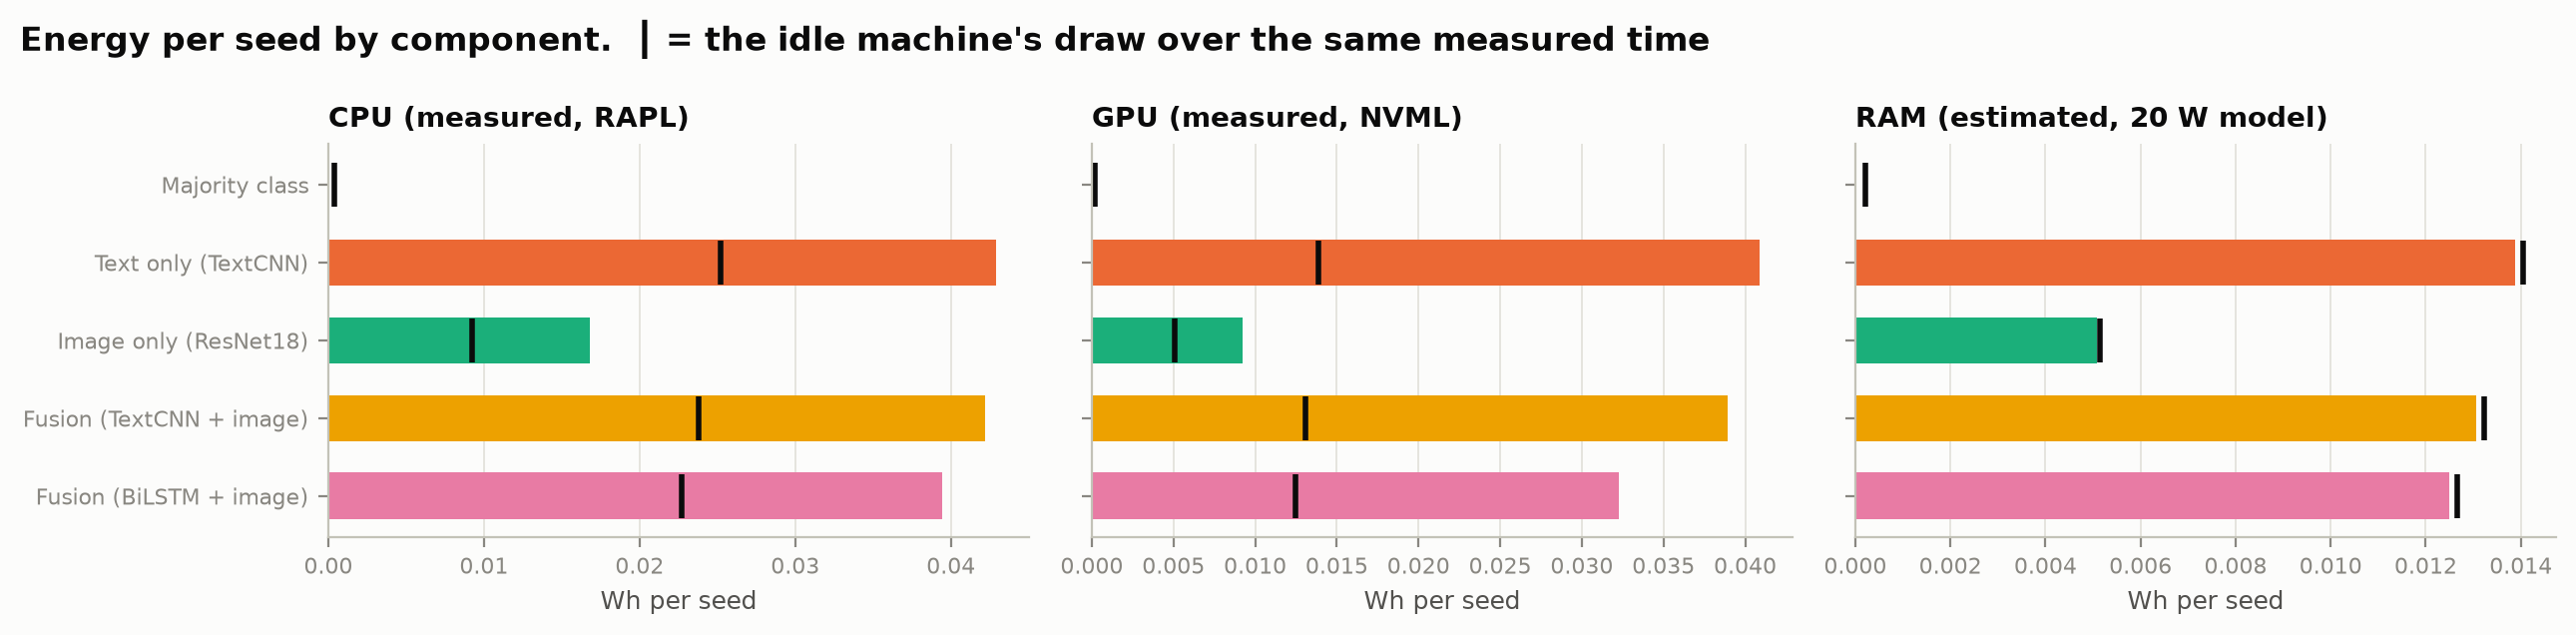 Energy per seed by component. | = the idle machine's draw over the same measured time
CPU (measured, RAPL)
GPU (measured, NVML)
RAM (estimated, 20 W model)
Majority class
Text only (TextCNN)
Image only (ResNet18)
Fusion (TextCNN + image)
Fusion (BiLSTM + image)
0.00 0.01 0.02 0.03 0.04
0.000 0.005 0.010 0.015 0.020 0.025 0.030 0.035 0.040
0.000 0.002 0.004 0.006 0.008 0.010 0.012 0.014
Wh per seed
Wh per seed
Wh per seed